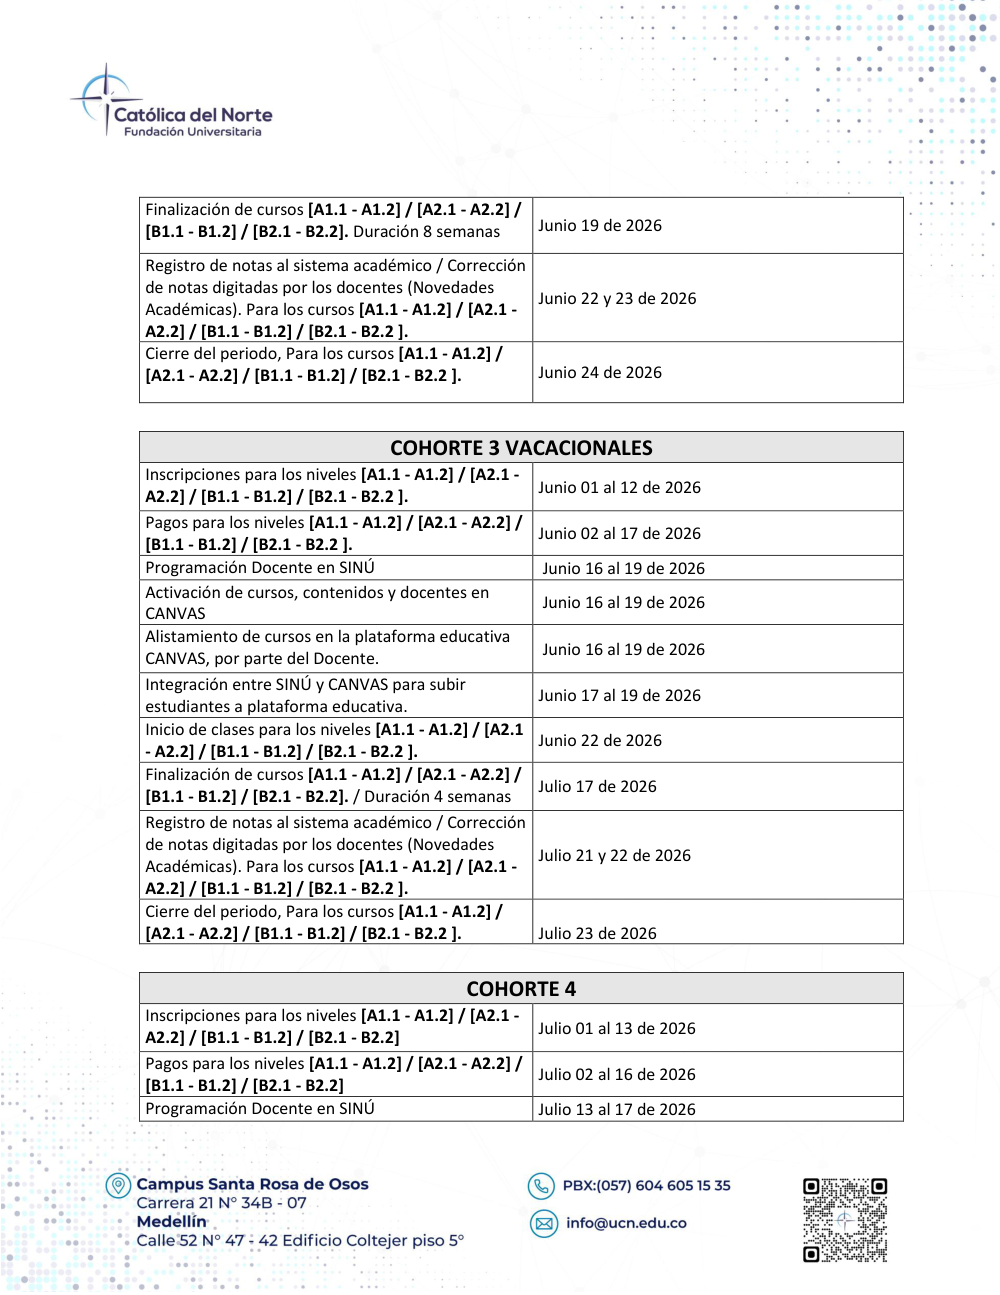 Católica del Norte
Fundación Universitaria
Finalización de cursos [A1.1 - A1.2] / [A2.1 - A2.2] /
[B1.1 - B1.2] / [B2.1 - B2.2]. Duración 8 semanas
Junio 19 de 2026
Registro de notas al sistema académico / Corrección
de notas digitadas por los docentes (Novedades
Académicas). Para los cursos [A1.1 - A1.2] / [A2.1 -
A2.2] / [B1.1 - B1.2] / [B2.1 - B2.2 ].
Junio 22 y 23 de 2026
Cierre del periodo, Para los cursos [A1.1 - A1.2] /
[A2.1 - A2.2] / [B1.1 - B1.2] / [B2.1 - B2.2 ].
Junio 24 de 2026
COHORTE 3 VACACIONALES
Inscripciones para los niveles [A1.1 - A1.2] / [A2.1 -
A2.2] / [B1.1 - B1.2] / [B2.1 - B2.2 ].
Junio 01 al 12 de 2026
Pagos para los niveles [A1.1 - A1.2] / [A2.1 - A2.2] /
[B1.1 - B1.2] / [B2.1 - B2.2 ].
Junio 02 al 17 de 2026
Programación Docente en SINÚ
Junio 16 al 19 de 2026
Activación de cursos, contenidos y docentes en
CANVAS
Junio 16 al 19 de 2026
Alistamiento de cursos en la plataforma educativa
CANVAS, por parte del Docente.
Junio 16 al 19 de 2026
Integración entre SINÚ y CANVAS para subir
estudiantes a plataforma educativa.
Junio 17 al 19 de 2026
Inicio de clases para los niveles [A1.1 - A1.2] / [A2.1
- A2.2] / [B1.1 - B1.2] / [B2.1 - B2.2 ].
Junio 22 de 2026
Finalización de cursos [A1.1 - A1.2] / [A2.1 - A2.2] /
[B1.1 - B1.2] / [B2.1 - B2.2]. / Duración 4 semanas
Julio 17 de 2026
Registro de notas al sistema académico / Corrección
de notas digitadas por los docentes (Novedades
Académicas). Para los cursos [A1.1 - A1.2] / [A2.1 -
A2.2] / [B1.1 - B1.2] / [B2.1 - B2.2 ].
Julio 21 y 22 de 2026
Cierre del periodo, Para los cursos [A1.1 - A1.2] /
[A2.1 - A2.2] / [B1.1 - B1.2] / [B2.1 - B2.2 ].
Julio 23 de 2026
COHORTE 4
Inscripciones para los niveles [A1.1 - A1.2] / [A2.1 -
A2.2] / [B1.1 - B1.2] / [B2.1 - B2.2]
Julio 01 al 13 de 2026
Pagos para los niveles [A1.1 - A1.2] / [A2.1 - A2.2] /
[B1.1 - B1.2] / [B2.1 - B2.2]
Julio 02 al 16 de 2026
Programación Docente en SINÚ
Julio 13 al 17 de 2026
Campus Santa Rosa de Osos
Carrera 21 N° 34B - 07
Medellín
Calle 52 N° 47 - 42 Edificio Coltejer piso 5°
PBX:(057) 604 605 15 35
info@ucn.edu.co